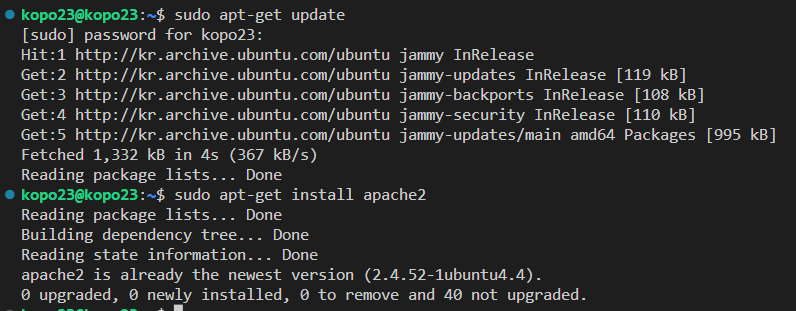 kopo23@kopo23:~$ sudo apt-get update
[sudo] password for kopo23:
Hit:1 http://kr.archive.ubuntu.com/ubuntu jammy InRelease
Get:2 http://kr.archive.ubuntu.com/ubuntu jammy-updates InRelease [119 kB]
Get:3 http://kr.archive.ubuntu.com/ubuntu jammy-backports InRelease [108 kB]
Get:4 http://kr.archive.ubuntu.com/ubuntu jammy-security InRelease [110 kB]
Get:5 http://kr.archive.ubuntu.com/ubuntu jammy-updates/main amd64 Packages [995 kB]
Fetched 1,332 kB in 4s (367 kB/s)
Reading package lists... Done
kopo23@kopo23:~$ sudo apt-get install apache2
Reading package lists... Done
Building dependency tree... Done
Reading state information... Done
apache2 is already the newest version (2.4.52-1ubuntu4.4).
0 upgraded, 0 newly installed, 0 to remove and 40 not upgraded.